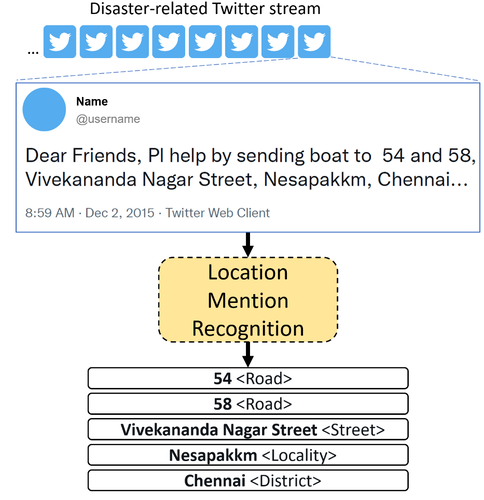 Disaster-related Twitter stream
...
Name
@username
Dear Friends, Pl help by sending boat to 54 and 58,
Vivekananda Nagar Street, Nesapakkm, Chennai...
8:59 AM · Dec 2, 2015 · Twitter Web Client
Location
Mention
Recognition
54 <Road>
58 <Road>
Vivekananda Nagar Street <Street>
Nesapakkm <Locality>
Chennai <District>